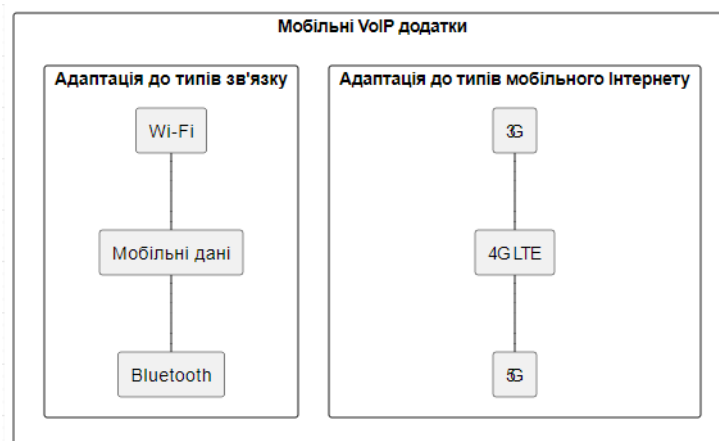 Мобільні VoIP додатки
Адаптація до типів зв'язку
Wi-Fi
Мобільні дані
Bluetooth
Адаптація до типів мобільного Інтернету
3G
4G LTE
5G